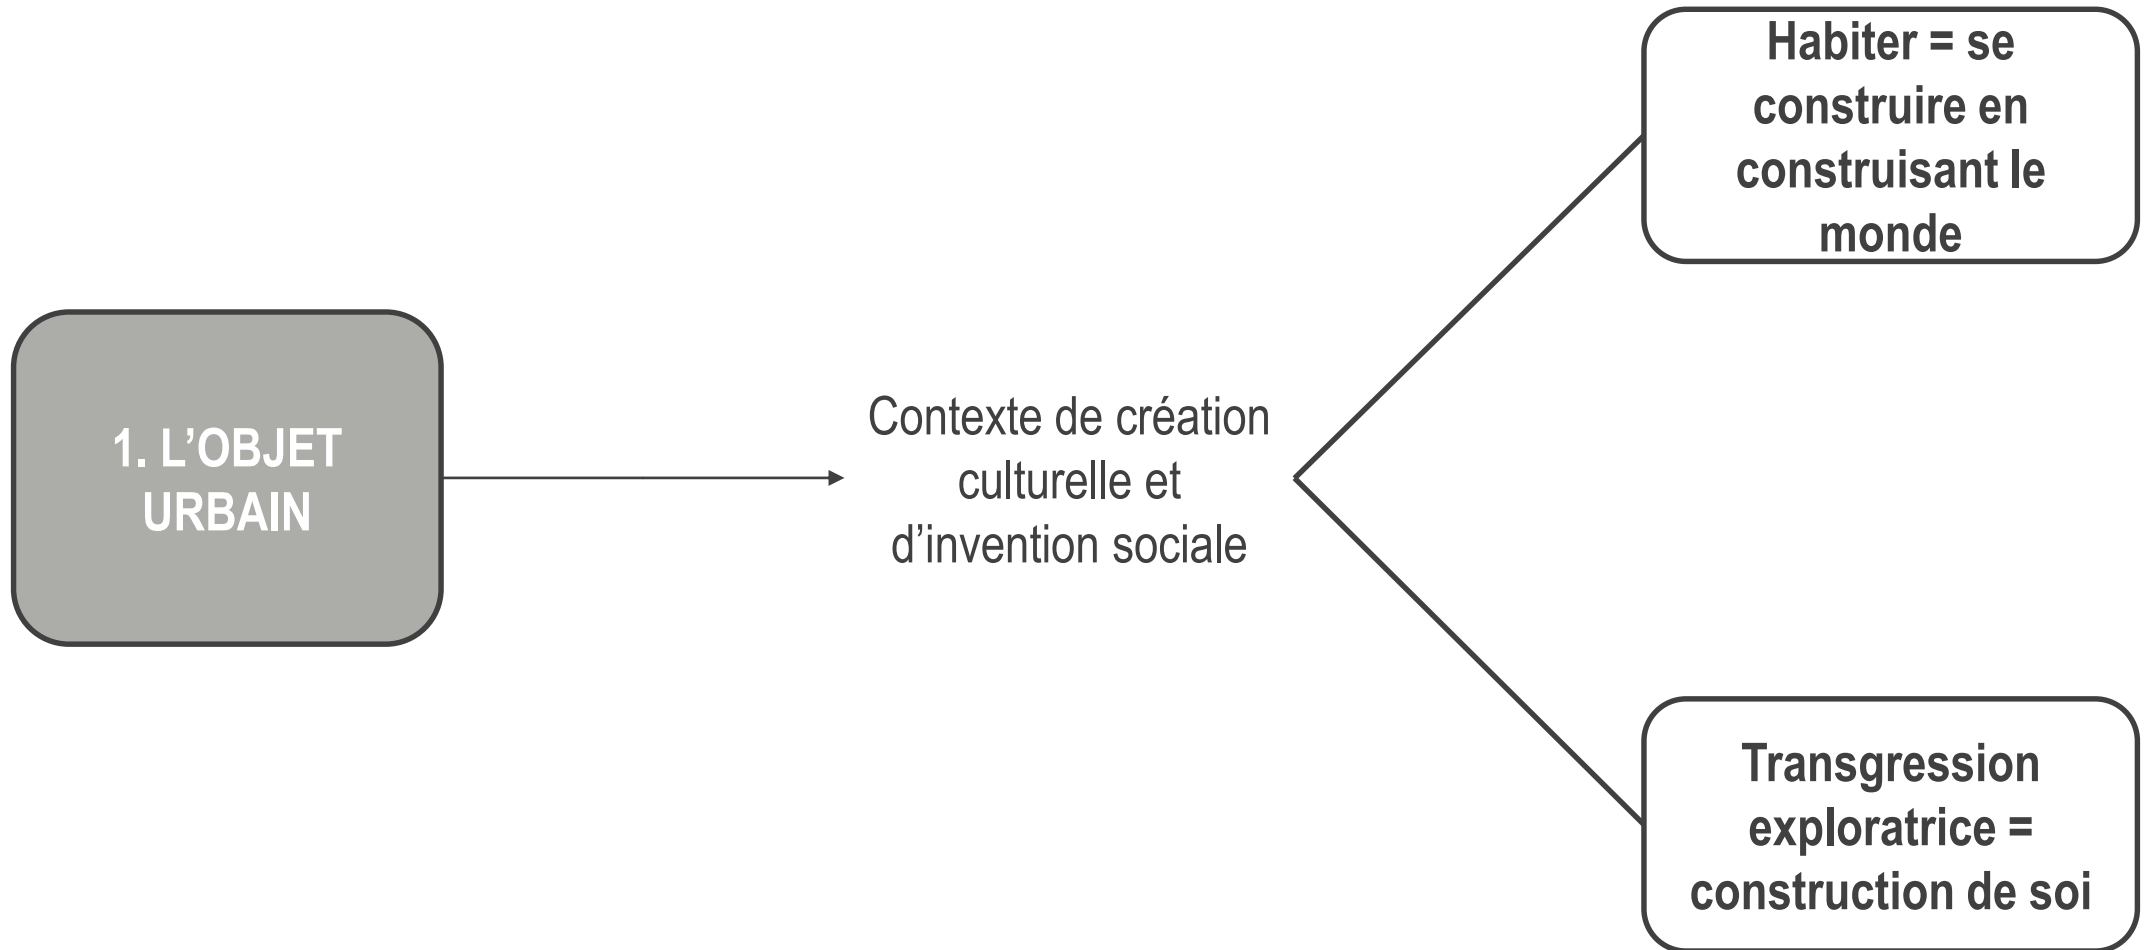 1. L’OBJET
URBAIN
Contexte de création
culturelle et
d’invention sociale
Habiter = se
construire en
construisant le
monde
Transgression
exploratrice =
construction de soi